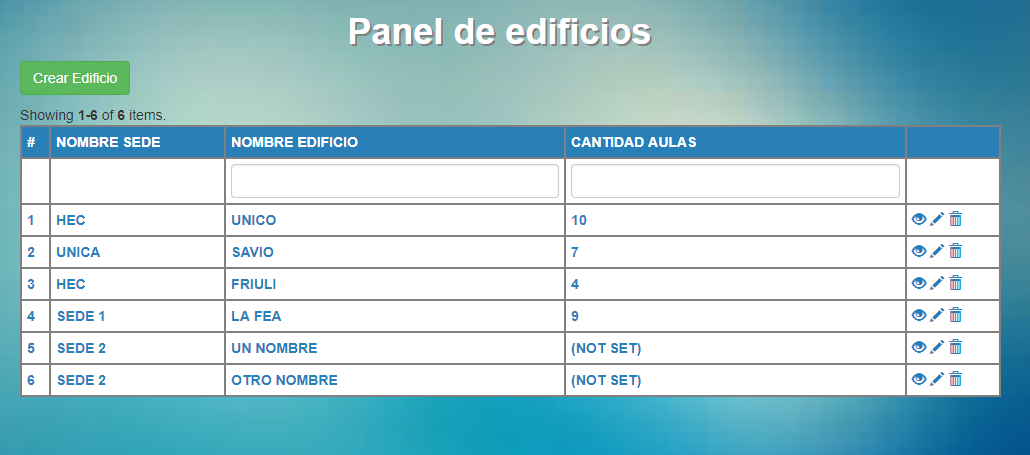 Panel de edificios
Crear Edificio
Showing 1-6 of 6 items.
# NOMBRE SEDE NOMBRE EDIFICIO CANTIDAD AULAS
1 HEC UNICO 10
2 UNICA SAVIO 7
3 HEC FRIULI 4
4 SEDE 1 LA FEA 9
5 SEDE 2 UN NOMBRE (NOT SET)
6 SEDE 2 OTRO NOMBRE (NOT SET)